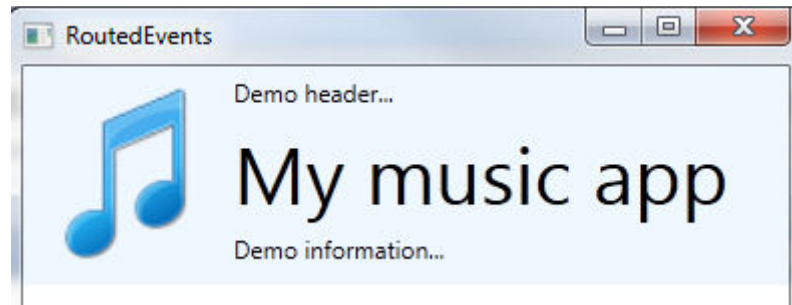 RoutedEvents
Demo header...
My music app
Demo information...